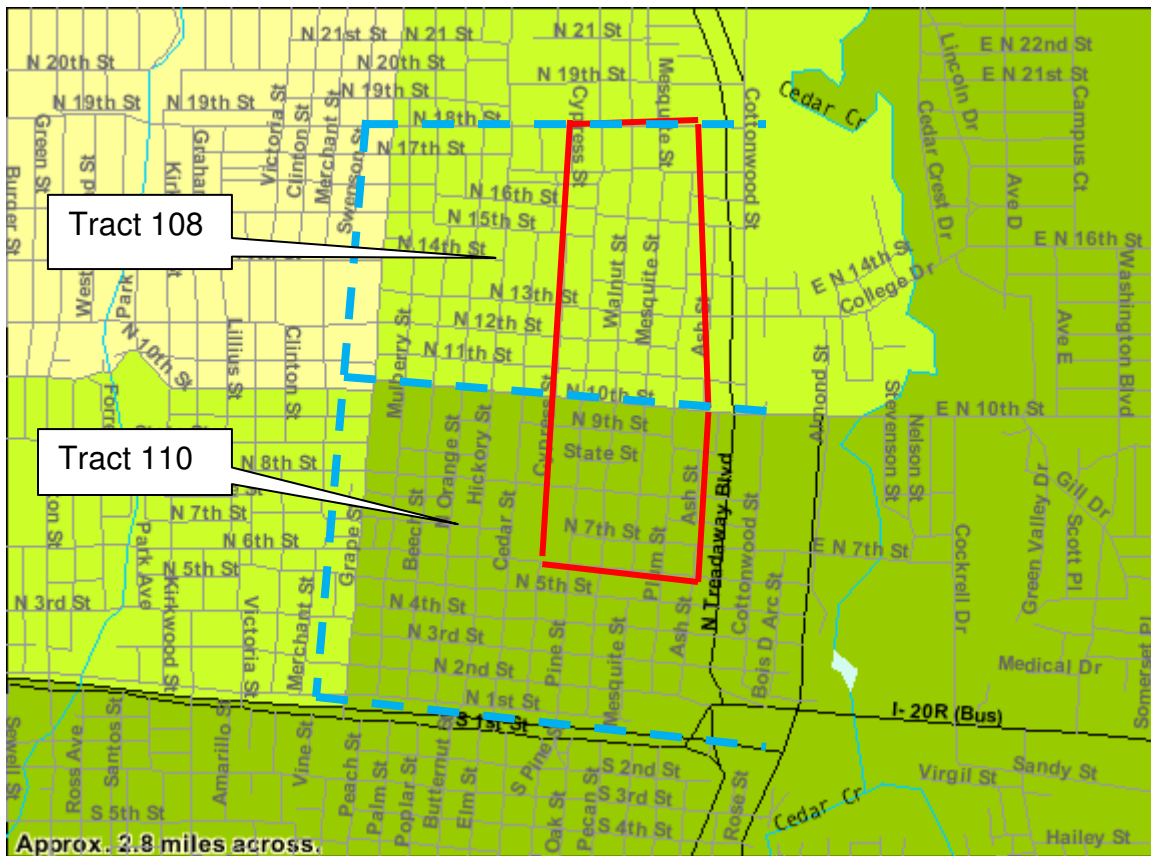 N 21st St
N 21 St
N 21 St
E N 22nd St
N 20th St
N 20th St
Lincoln Dr
E N 21st St
N 19th St
Mesquite St
N 19th St
N 19th St
N 19th St
Cypress St
Cottonwood St
Cedar Cr
Cedar Crest Dr
Campus Ct
Green St
Victoria St
Clinton St
Merchant St
Swenson St
N 18th St
N 17th St
Burger St
Ave D
N 16th St
Tract 108
N 15th St
N 14th St
West
Park
Walnut St
Mesquite St
E N 14th St
College Dr
E N 16th St
Washington Blvd
N 13th St
N 12th St
N 11th St
Ash St
Ave E
N 10th St
Lillius St
Clinton St
Mulberry St
N 10th St
Almond St
Stevenson St
Nelson St
E N 10th St
Cypress St
N 9th St
State St
Tract 110
N 8th St
Orange St
Hickory St
N 7th St
Grape St
Beech St
Cedar St
N 7th St
Plum St
Ash St
N Treadaway Blvd
Cottonwood St
E N 7th St
Green Valley Dr
Gill Dr
Scott Pl
Cockrell Dr
N 6th St
N 5th St
N 5th St
Park Ave
Kirkwood St
N 3rd St
Victoria St
Merchant St
N 4th St
N 3rd St
N 2nd St
N 1st St
Pine St
Mesquite St
Ash St
Bois D Arc St
Medical Dr
Somerset Pl
S 1st St
I- 20R (Bus)
Sewell St
Ross Ave
Santos St
Amarillo St
Vine St
Peach St
Palm St
Poplar St
Butternut St
Elm St
S Pine St
Oak St
Pecan St
S 2nd St
S 3rd St
S 4th St
Rose St
Cedar Cr
Virgil St
Sandy St
Hailey St
S 5th St
Approx. 2.8 miles across.